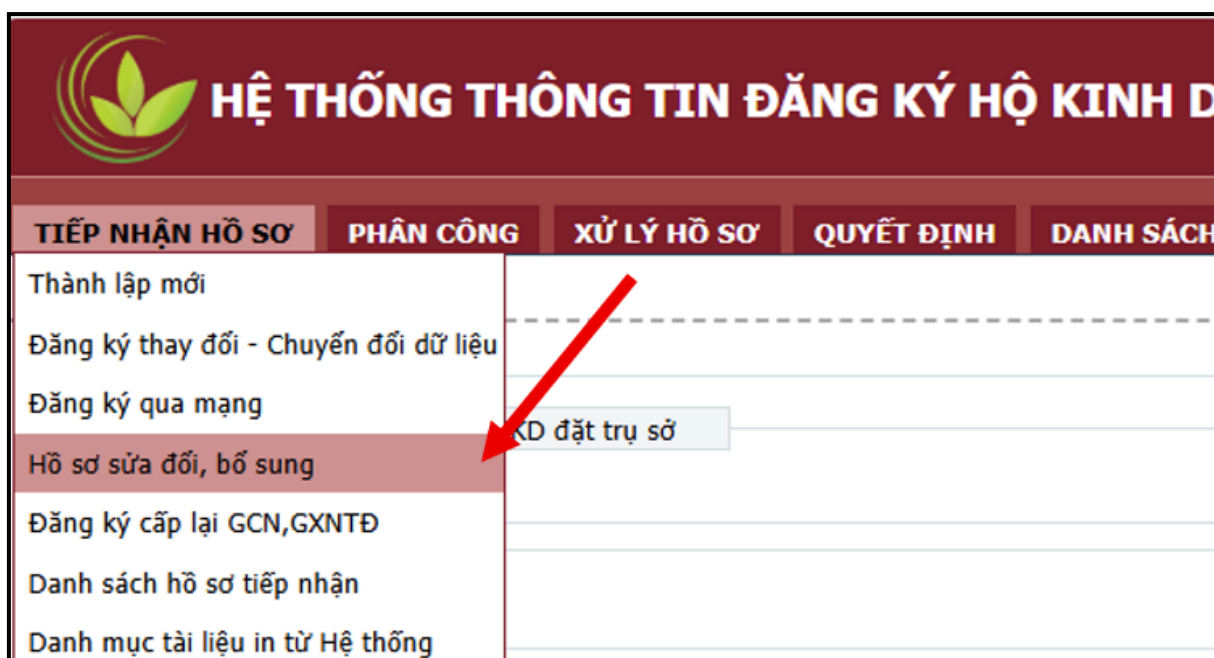 HỆ THỐNG THÔNG TIN ĐĂNG KÝ HỘ KINH D
TIẾP NHẬN HỒ SƠ PHÂN CÔNG XỬ LÝ HỒ SƠ QUYẾT ĐỊNH DANH SÁCH
Thành lập mới
Đăng ký thay đổi - Chuyển đổi dữ liệu
Đăng ký qua mạng
KD đặt trụ sở
Hồ sơ sửa đổi, bổ sung
Đăng ký cấp lại GCN,GXNTĐ
Danh sách hồ sơ tiếp nhận
Danh mục tài liệu in từ Hệ thống